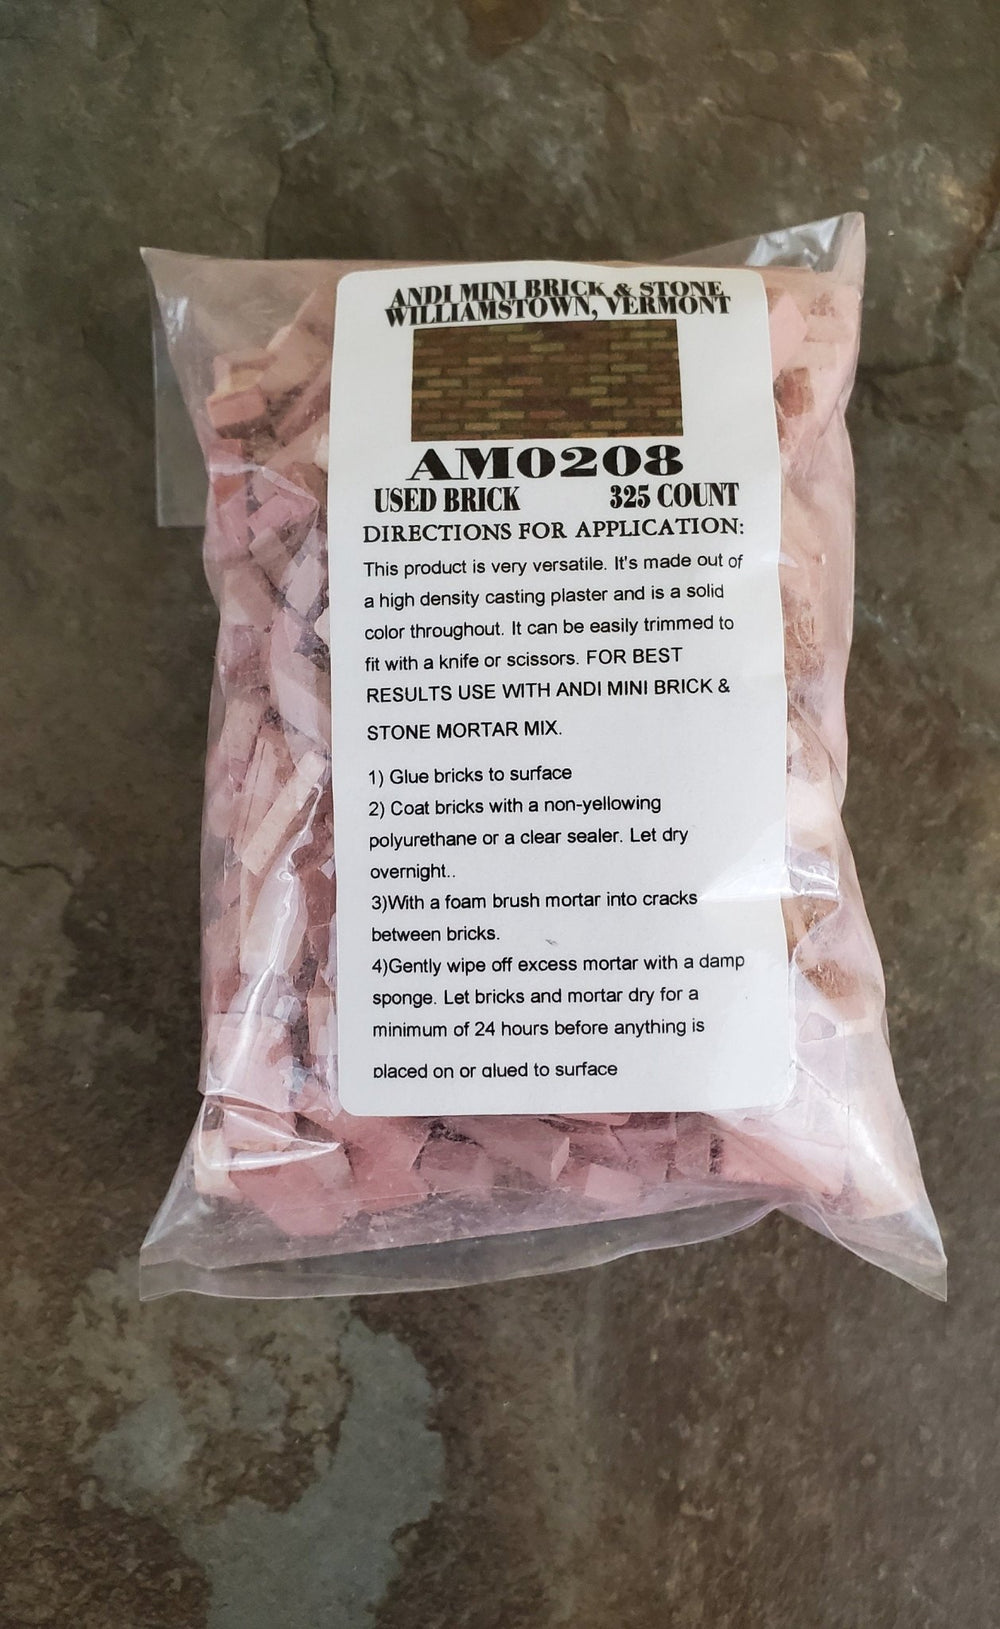 ANDI MINI BRICK & STONE
WILLIAMSTOWN, VERMONT
AM0208
USED BRICK 325 COUNT
DIRECTIONS FOR APPLICATION:
This product is very versatile. It's made out of
a high density casting plaster and is a solid
color throughout. It can be easily trimmed to
fit with a knife or scissors. FOR BEST
RESULTS USE WITH ANDI MINI BRICK &
STONE MORTAR MIX.
1) Glue bricks to surface
2) Coat bricks with a non-yellowing
polyurethane or a clear sealer. Let dry
overnight..
3)With a foam brush mortar into cracks
between bricks.
4)Gently wipe off excess mortar with a damp
sponge. Let bricks and mortar dry for a
minimum of 24 hours before anything is
placed on or glued to surface